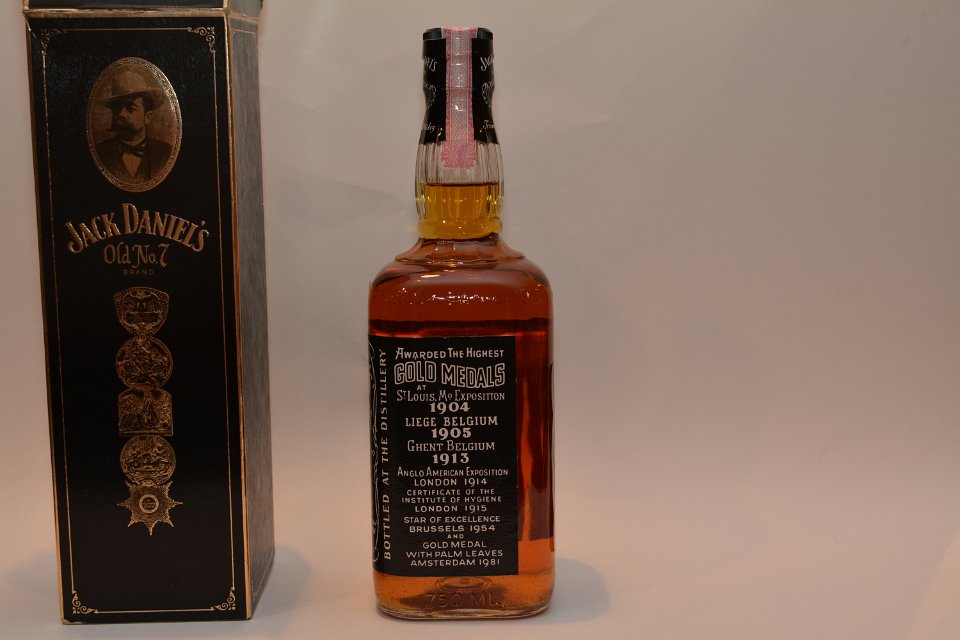 JACK DANIEL'S
Old No. 7
BRAND
JACK
BOTTLED AT THE DISTILLERY
AWARDED THE HIGHEST
GOLD MEDALS
AT
ST LOUIS, MO EXPOSITION
1904
LIEGE BELGIUM
1905
GHENT BELGIUM
1913
ANGLO AMERICAN EXPOSITION
LONDON 1914
CERTIFICATE OF THE
INSTITUTE OF HYGIENE
LONDON 1915
STAR OF EXCELLENCE
BRUSSELS 1954
AND
GOLD MEDAL
WITH PALM LEAVES
AMSTERDAM 1981
750 ML